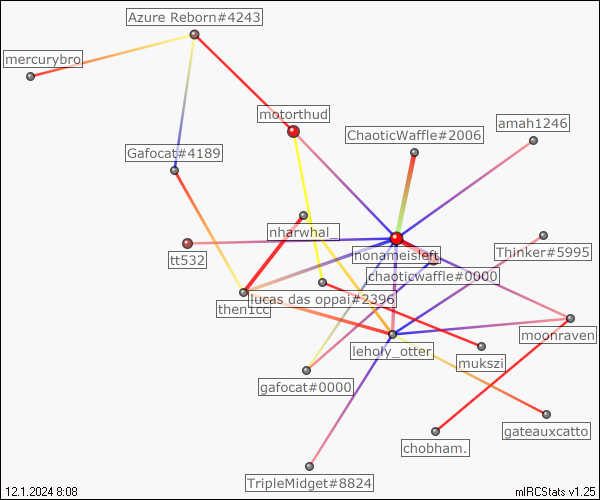 Azure Reborn#4243
mercurybro
motorthud
amah1246
ChaoticWaffle#2006
Gafocat#4189
nharwhal_
tt532
nonameisleft
Thinker#5995
chaoticwaffle#0000
lucas das oppai#2396
then1cc
moonraven
leholy_otter
mukszi
gafocat#0000
gateauxcatto
chobham.
TripleMidget#8824
12.1.2024 8:08
mIRCStats v1.25